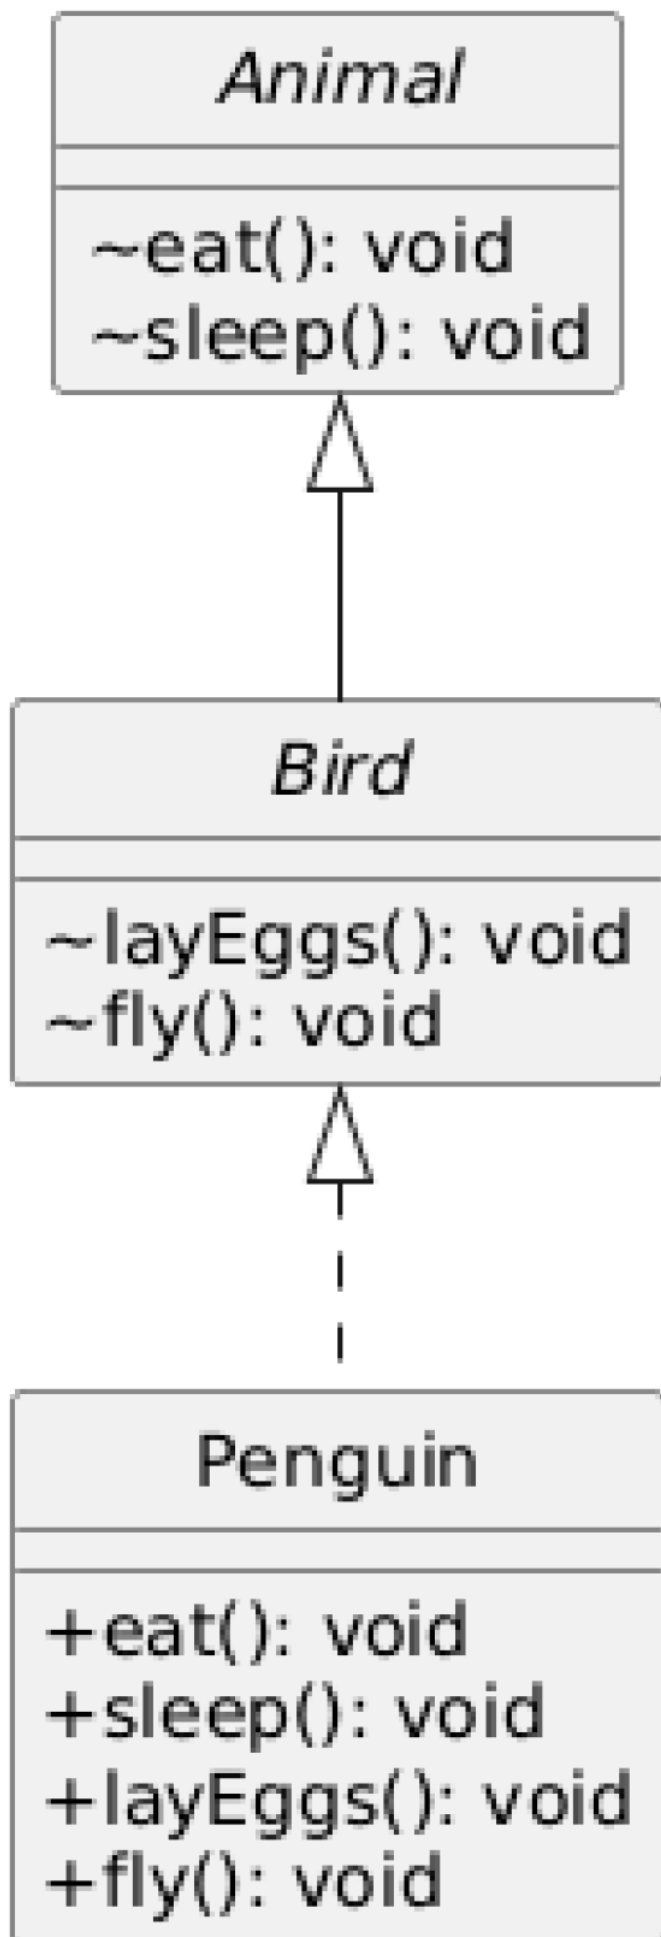 Animal
~eat(): void
~sleep(): void
Bird
~layEggs(): void
~fly(): void
Penguin
+eat(): void
+sleep(): void
+layEggs(): void
+fly(): void